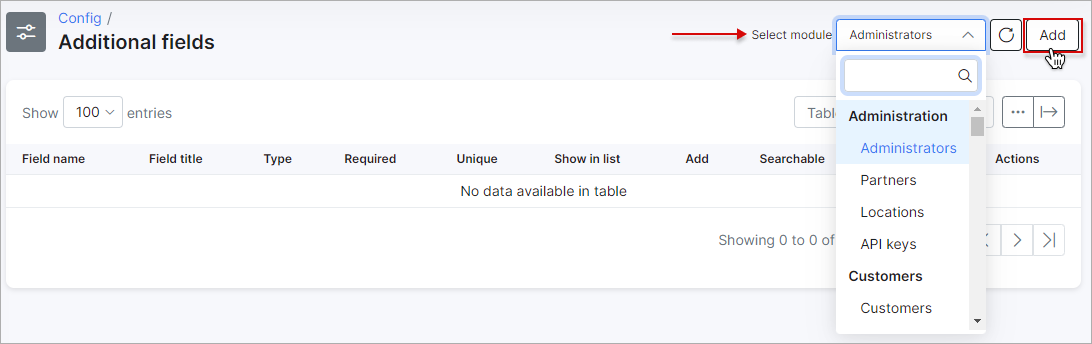 Config /
Additional fields
Select module
Administrators
Add
Show 100 entries
Administration
Administrators
Partners
Locations
API keys
Customers
Customers
Field name Field title Type Required Unique Show in list Add Searchable Actions
No data available in table
Showing 0 to 0 of